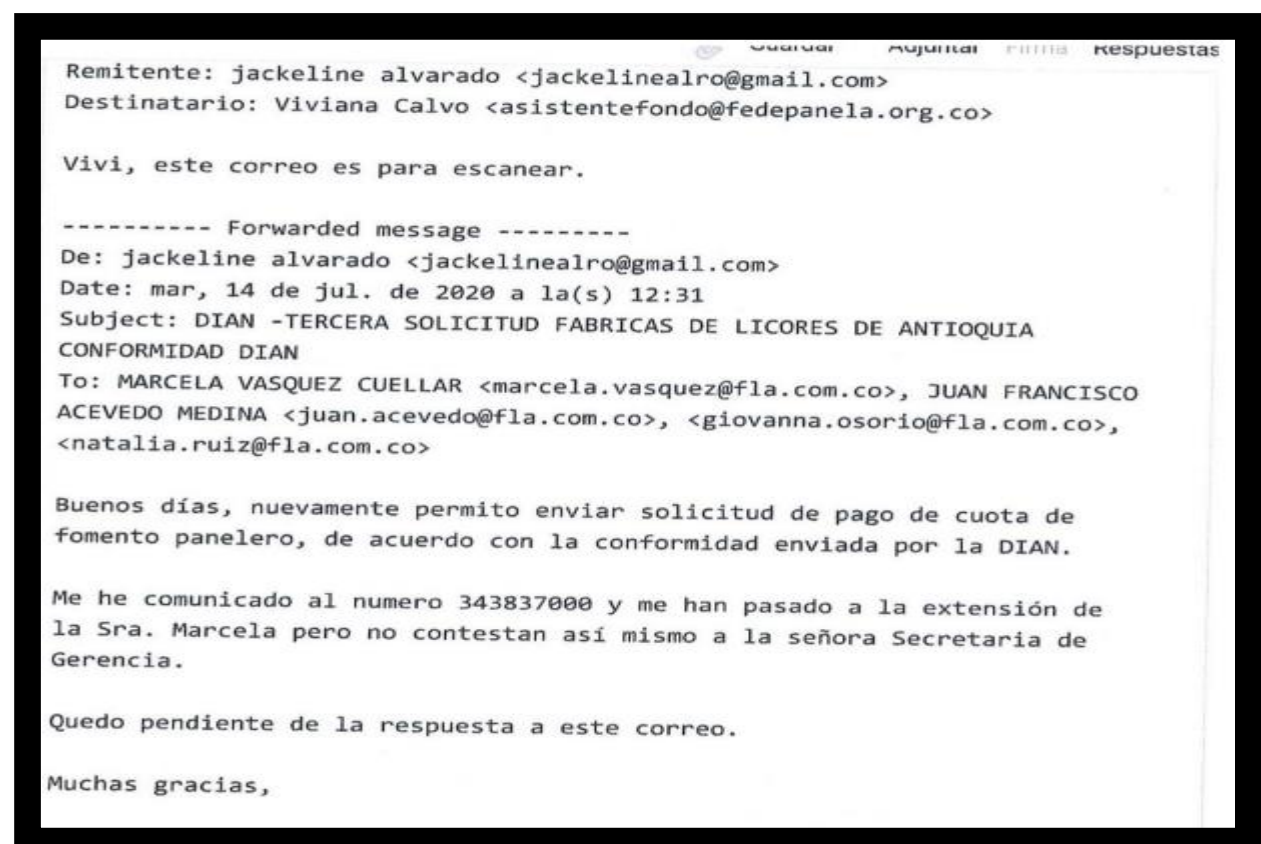 Guardar Adjuntar Firma Respuestas
Remitente: jackeline alvarado <jackelinealro@gmail.com>
Destinatario: Viviana Calvo <asistentefondo@fedepanela.org.co>
Vivi, este correo es para escanear.
---------- Forwarded message ---------
De: jackeline alvarado <jackelinealro@gmail.com>
Date: mar, 14 de jul. de 2020 a la(s) 12:31
Subject: DIAN -TERCERA SOLICITUD FABRICAS DE LICORES DE ANTIOQUIA
CONFORMIDAD DIAN
To: MARCELA VASQUEZ CUELLAR <marcela.vasquez@fla.com.co>, JUAN FRANCISCO
ACEVEDO MEDINA <juan.acevedo@fla.com.co>, <giovanna.osorio@fla.com.co>,
<natalia.ruiz@fla.com.co>
Buenos días, nuevamente permito enviar solicitud de pago de cuota de
fomento panelero, de acuerdo con la conformidad enviada por la DIAN.
Me he comunicado al numero 343837000 y me han pasado a la extensión de
la Sra. Marcela pero no contestan así mismo a la señora Secretaria de
Gerencia.
Quedo pendiente de la respuesta a este correo.
Muchas gracias,